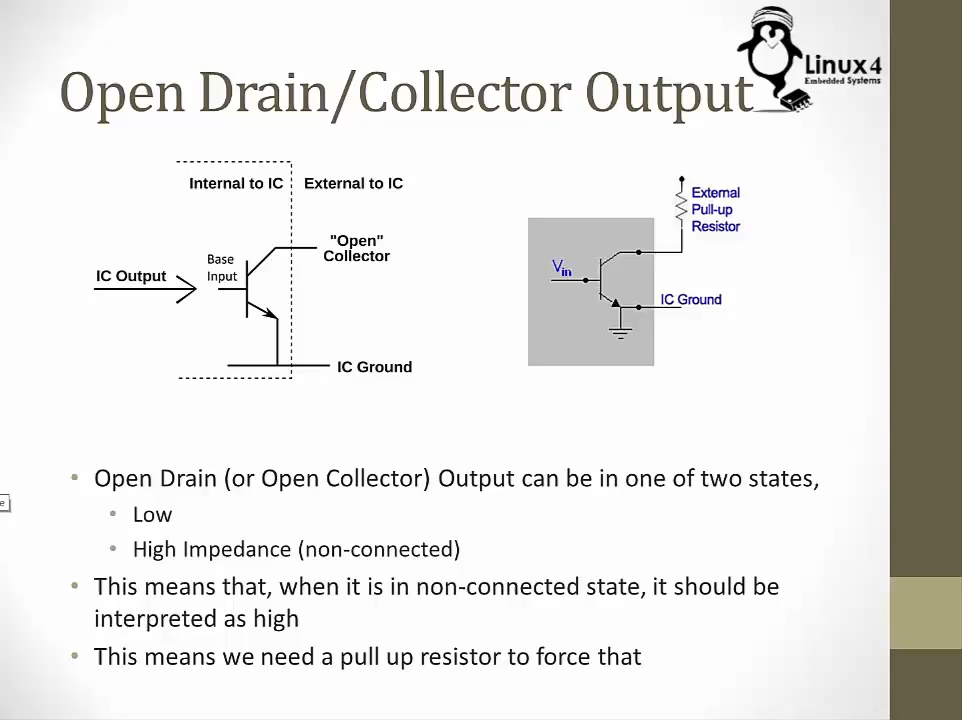 Linux4
Embedded Systems
Open Drain/Collector Output
Internal to IC
External to IC
"Open"
Collector
Base
Input
IC Output
IC Ground
External
Pull-up
Resistor
Vin
IC Ground
• Open Drain (or Open Collector) Output can be in one of two states,
• Low
• High Impedance (non-connected)
• This means that, when it is in non-connected state, it should be
interpreted as high
• This means we need a pull up resistor to force that
e